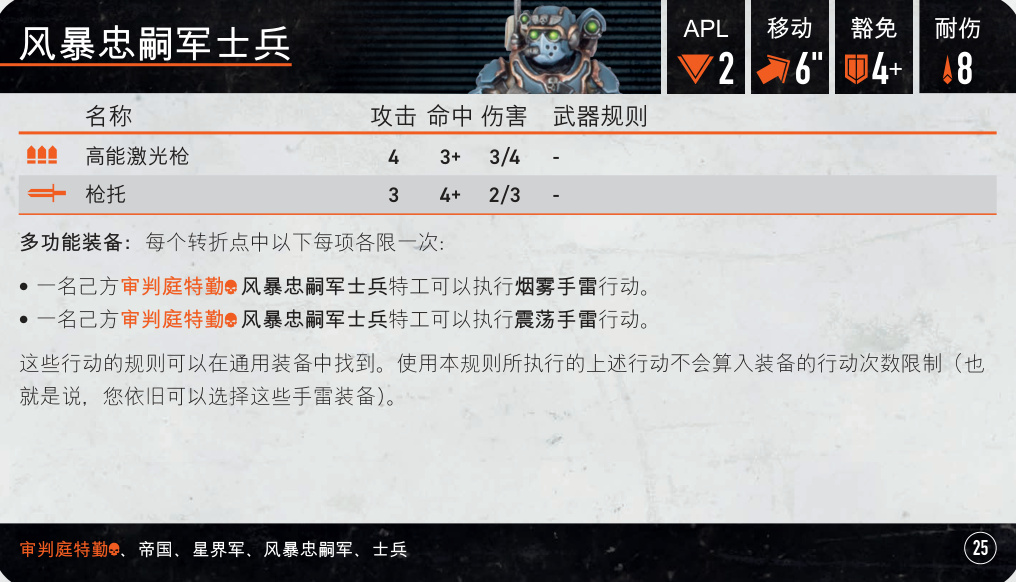 风暴忠嗣军士兵
APL 移动 豁免 耐伤
2 6" 4+ 8
名称 攻击 命中 伤害 武器规则
高能激光枪 4 3+ 3/4 -
枪托 3 4+ 2/3 -
多功能装备：每个转折点中以下每项各限一次:
• 一名己方审判庭特勤风暴忠嗣军士兵特工可以执行烟雾手雷行动。
• 一名己方审判庭特勤风暴忠嗣军士兵特工可以执行震荡手雷行动。
这些行动的规则可以在通用装备中找到。使用本规则所执行的上述行动不会算入装备的行动次数限制（也
就是说，您依旧可以选择这些手雷装备)。
审判庭特勤、帝国、星界军、风暴忠嗣军、士兵
25